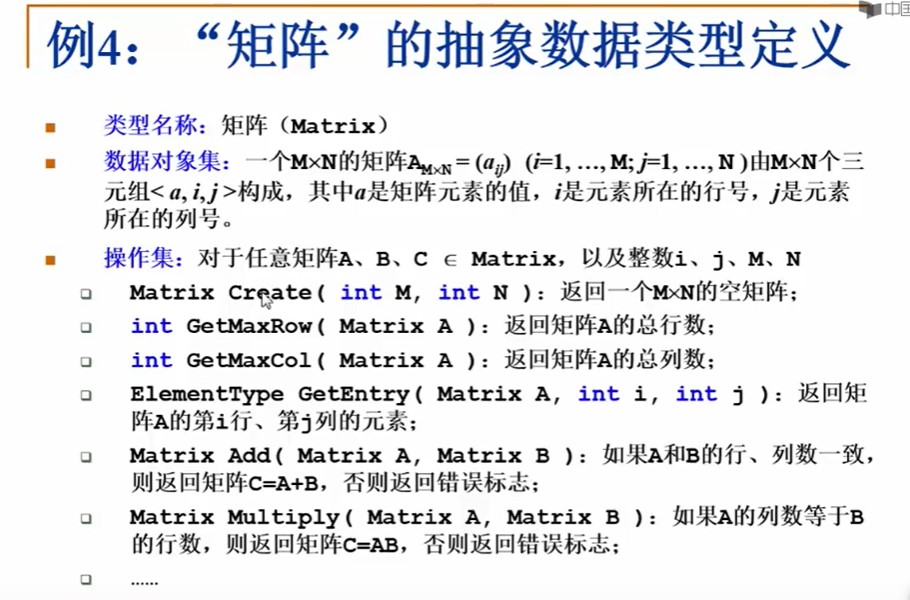 中国
例4：“矩阵”的抽象数据类型定义
类型名称：矩阵（Matrix）
数据对象集：一个M×N的矩阵AM×N = (aij) (i=1, …, M; j=1, …, N )由M×N个三
元组< a, i, j >构成，其中a是矩阵元素的值，i是元素所在的行号，j是元素
所在的列号。
操作集：对于任意矩阵A、B、C ∈ Matrix，以及整数i、j、M、N
Matrix Create( int M, int N )：返回一个M×N的空矩阵；
int GetMaxRow( Matrix A )：返回矩阵A的总行数；
int GetMaxCol( Matrix A )：返回矩阵A的总列数；
ElementType GetEntry( Matrix A, int i, int j )：返回矩
阵A的第i行、第j列的元素；
Matrix Add( Matrix A, Matrix B )：如果A和B的行、列数一致，
则返回矩阵C=A+B，否则返回错误标志；
Matrix Multiply( Matrix A, Matrix B )：如果A的列数等于B
的行数，则返回矩阵C=AB，否则返回错误标志；
……